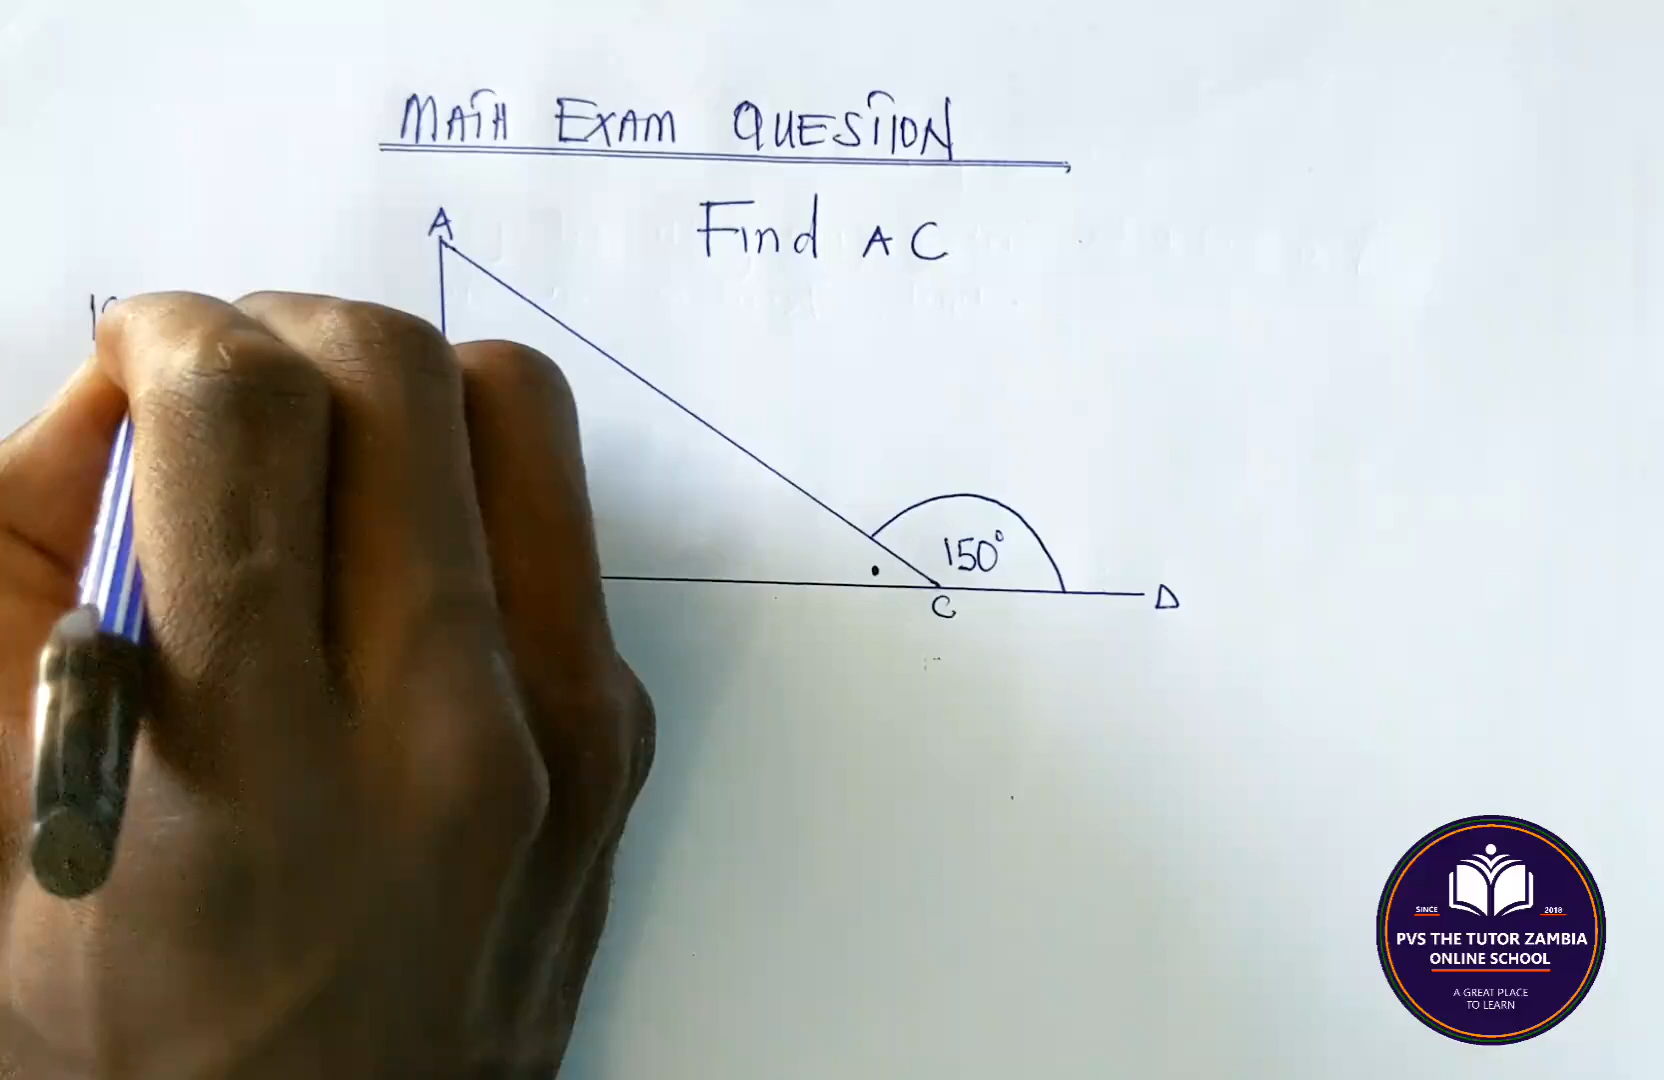 MATH EXAM QUESTION
Find AC
A
150°
C
D
SINCE 2018
PVS THE TUTOR ZAMBIA
ONLINE SCHOOL
A GREAT PLACE
TO LEARN